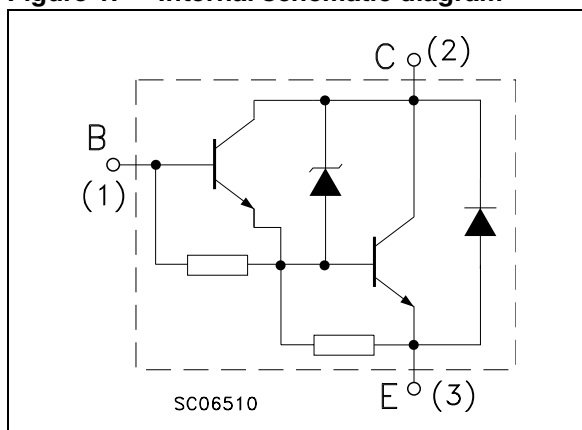 Figure 1. Internal schematic diagram
C (2)
B
(1)
E (3)
SC06510